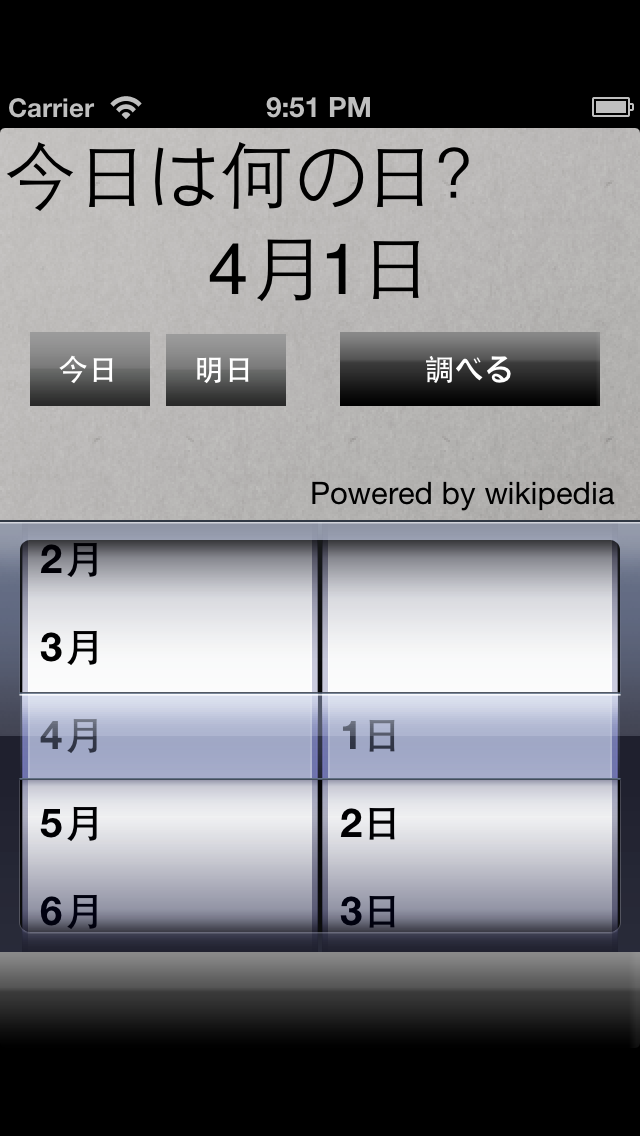 Carrier 9:51 PM
今日は何の日?
4月1日
今日 明日 調べる
Powered by wikipedia
2月
3月
4月 1日
5月 2日
6月 3日